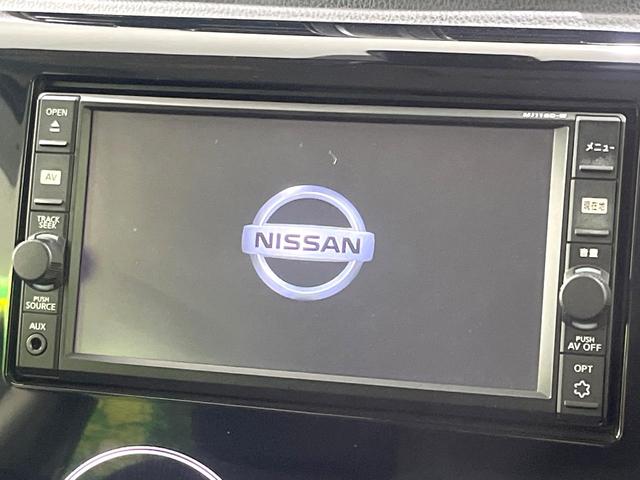 OPEN
MJ116D-W
メニュー
AV
現在地
TRACK
SEEK
音量
NISSAN
PUSH
SOURCE
PUSH
AV OFF
AUX
OPT